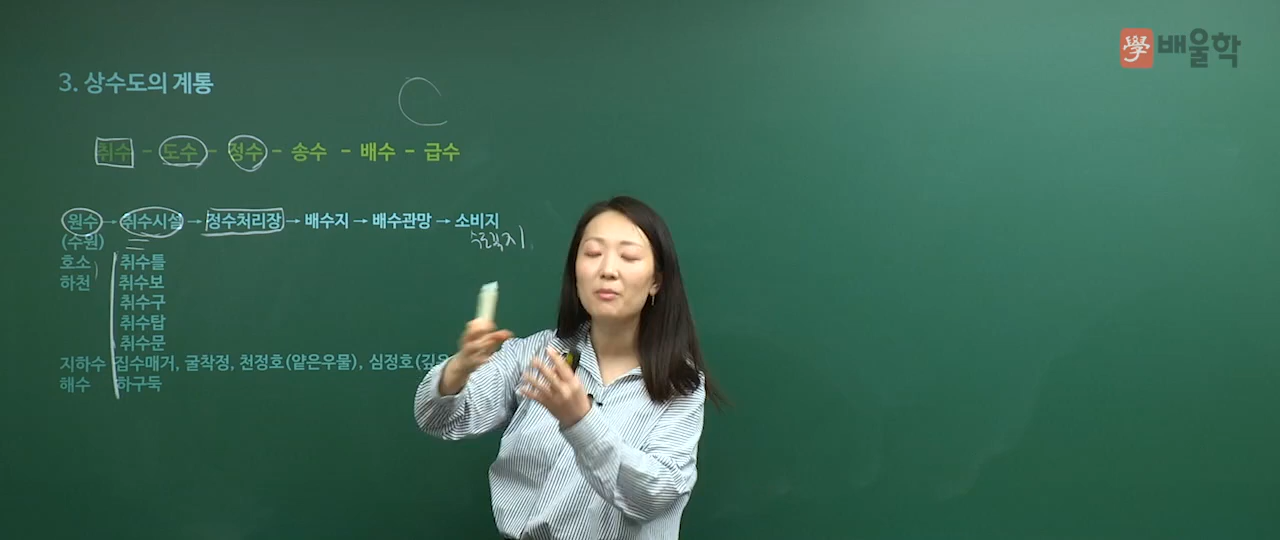 學 배울학
3. 상수도의 계통
취수 - 도수 - 정수 - 송수 - 배수 - 급수
원수 → 취수시설 → 정수처리장 → 배수지 → 배수관망 → 소비지
(수원)
호소 취수틀
하천 취수보
취수구
취수탑
취수문
지하수 집수매거, 굴착정, 천정호(얕은우물), 심정호(깊은
해수 하구둑